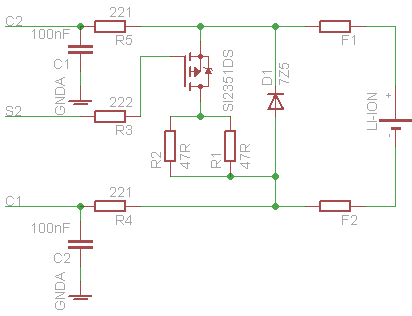 C2
221
100nF
R5
F1
C1
GNDA
SI2351DS
D1
7Z5
S2
222
R3
LI-ION
+
-
R2
47R
R1
47R
C1
221
100nF
R4
F2
C2
GNDA